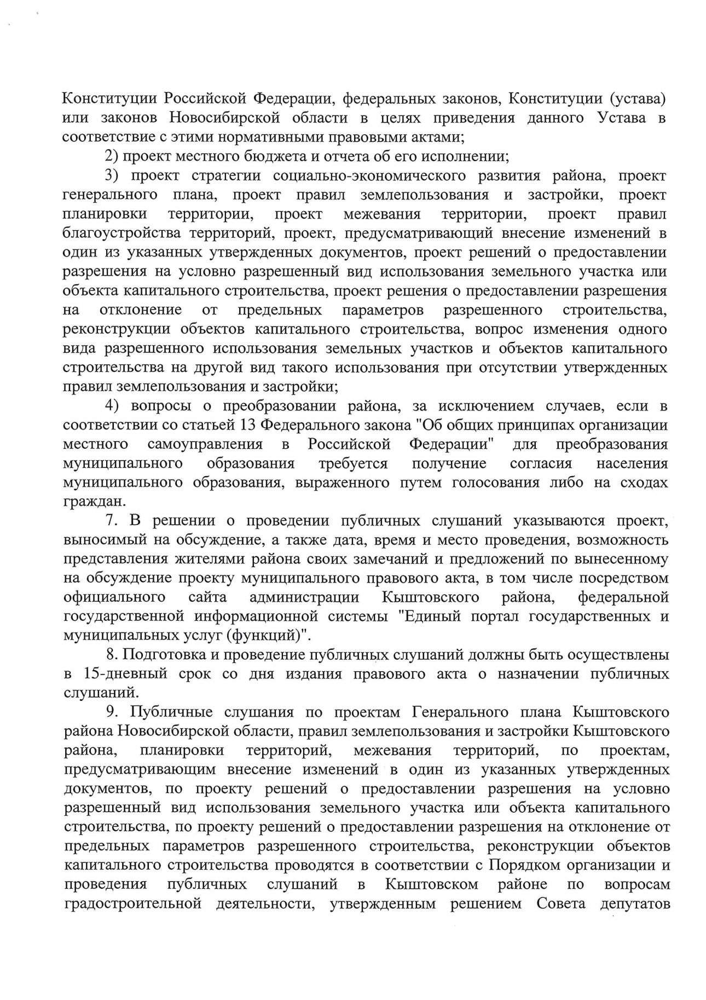 Конституции Российской Федерации, федеральных законов, Конституции (устава)
или законов Новосибирской области в целях приведения данного Устава в
соответствие с этими нормативными правовыми актами;
2) проект местного бюджета и отчета об его исполнении;
3) проект стратегии социально-экономического развития района, проект
генерального плана, проект правил землепользования и застройки, проект
планировки территории, проект межевания территории, проект правил
благоустройства территорий, проект, предусматривающий внесение изменений в
один из указанных утвержденных документов, проект решений о предоставлении
разрешения на условно разрешенный вид использования земельного участка или
объекта капитального строительства, проект решения о предоставлении разрешения
на отклонение от предельных параметров разрешенного строительства,
реконструкции объектов капитального строительства, вопрос изменения одного
вида разрешенного использования земельных участков и объектов капитального
строительства на другой вид такого использования при отсутствии утвержденных
правил землепользования и застройки;
4) вопросы о преобразовании района, за исключением случаев, если в
соответствии со статьей 13 Федерального закона "Об общих принципах организации
местного самоуправления в Российской Федерации" для преобразования
муниципального образования требуется получение согласия населения
муниципального образования, выраженного путем голосования либо на сходах
граждан.
7. В решении о проведении публичных слушаний указываются проект,
выносимый на обсуждение, а также дата, время и место проведения, возможность
представления жителями района своих замечаний и предложений по вынесенному
на обсуждение проекту муниципального правового акта, в том числе посредством
официального сайта администрации Кыштовского района, федеральной
государственной информационной системы "Единый портал государственных и
муниципальных услуг (функций)".
8. Подготовка и проведение публичных слушаний должны быть осуществлены
в 15-дневный срок со дня издания правового акта о назначении публичных
слушаний.
9. Публичные слушания по проектам Генерального плана Кыштовского
района Новосибирской области, правил землепользования и застройки Кыштовского
района, планировки территорий, межевания территорий, по проектам,
предусматривающим внесение изменений в один из указанных утвержденных
документов, по проекту решений о предоставлении разрешения на условно
разрешенный вид использования земельного участка или объекта капитального
строительства, по проекту решений о предоставлении разрешения на отклонение от
предельных параметров разрешенного строительства, реконструкции объектов
капитального строительства проводятся в соответствии с Порядком организации и
проведения публичных слушаний в Кыштовском районе по вопросам
градостроительной деятельности, утвержденным решением Совета депутатов